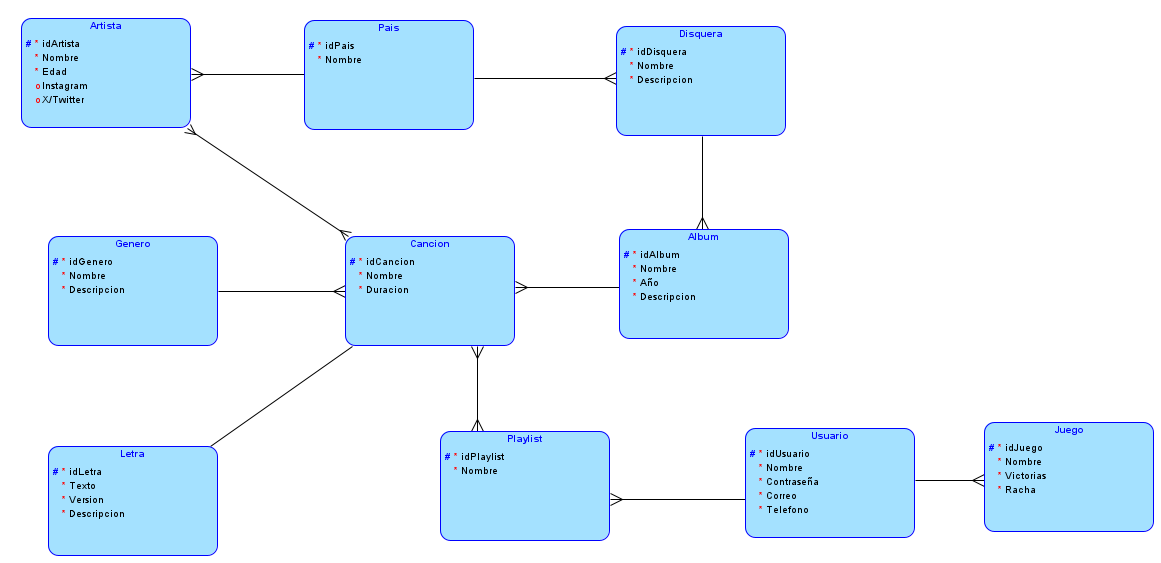 Artista
# * idArtista
* Nombre
* Edad
o Instagram
o X/Twitter
Pais
# * idPais
* Nombre
Disquera
# * idDisquera
* Nombre
* Descripcion
Genero
# * idGenero
* Nombre
* Descripcion
Cancion
# * idCancion
* Nombre
* Duracion
Album
# * idAlbum
* Nombre
* Año
* Descripcion
Letra
# * idLetra
* Texto
* Version
* Descripcion
Playlist
# * idPlaylist
* Nombre
Usuario
# * idUsuario
* Nombre
* Contraseña
* Correo
* Telefono
Juego
# * idJuego
* Nombre
* Victorias
* Racha